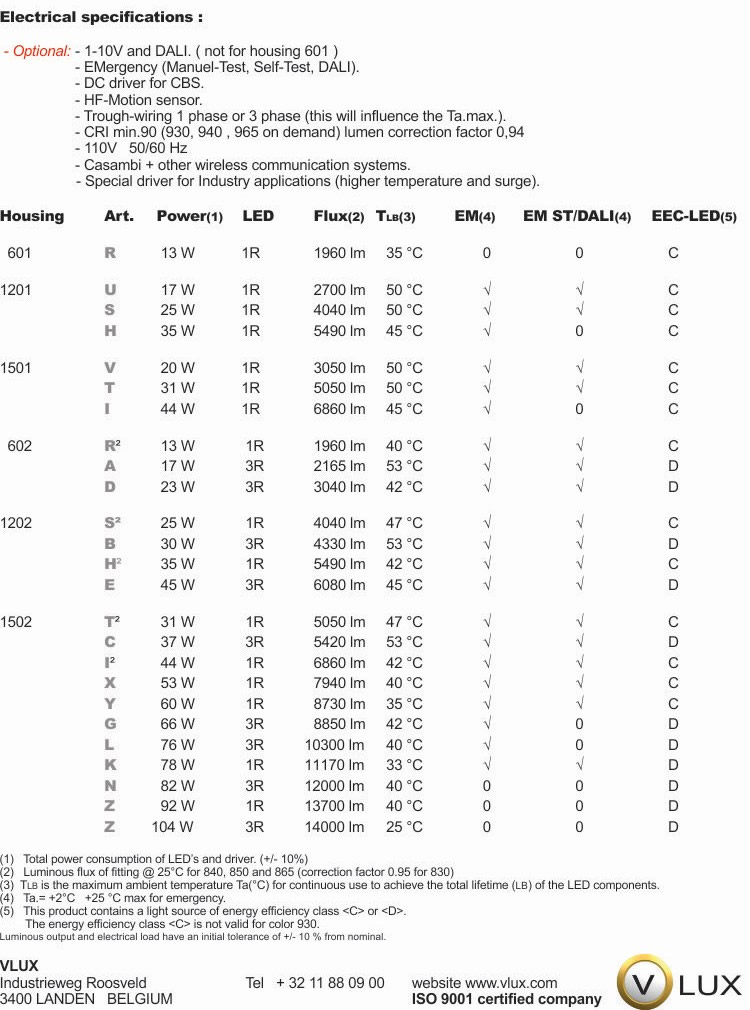 Electrical specifications :
- Optional: - 1-10V and DALI. ( not for housing 601 )
- EMergency (Manuel-Test, Self-Test, DALI).
- DC driver for CBS.
- HF-Motion sensor.
- Trough-wiring 1 phase or 3 phase (this will influence the Ta.max.).
- CRI min.90 (930, 940 , 965 on demand) lumen correction factor 0,94
- 110V 50/60 Hz
- Casambi + other wireless communication systems.
- Special driver for Industry applications (higher temperature and surge).
Housing Art. Power(1) LED Flux(2) TLB(3) EM(4) EM ST/DALI(4) EEC-LED(5)
601 R 13 W 1R 1960 lm 35 °C 0 0 C
1201 U 17 W 1R 2700 lm 50 °C √ √ C
S 25 W 1R 4040 lm 50 °C √ √ C
H 35 W 1R 5490 lm 45 °C √ 0 C
1501 V 20 W 1R 3050 lm 50 °C √ √ C
T 31 W 1R 5050 lm 50 °C √ √ C
I 44 W 1R 6860 lm 45 °C √ 0 C
602 R² 13 W 1R 1960 lm 40 °C √ √ C
A 17 W 3R 2165 lm 53 °C √ √ D
D 23 W 3R 3040 lm 42 °C √ √ D
1202 S² 25 W 1R 4040 lm 47 °C √ √ C
B 30 W 3R 4330 lm 53 °C √ √ D
H² 35 W 1R 5490 lm 42 °C √ √ C
E 45 W 3R 6080 lm 45 °C √ √ D
1502 T² 31 W 1R 5050 lm 47 °C √ √ C
C 37 W 3R 5420 lm 53 °C √ √ D
I² 44 W 1R 6860 lm 42 °C √ √ C
X 53 W 1R 7940 lm 40 °C √ √ C
Y 60 W 1R 8730 lm 35 °C √ √ C
G 66 W 3R 8850 lm 42 °C √ 0 D
L 76 W 3R 10300 lm 40 °C √ 0 D
K 78 W 1R 11170 lm 33 °C √ √ D
N 82 W 3R 12000 lm 40 °C 0 0 D
Z 92 W 1R 13700 lm 40 °C 0 0 D
Z 104 W 3R 14000 lm 25 °C 0 0 D
(1) Total power consumption of LED's and driver. (+/- 10%)
(2) Luminous flux of fitting @ 25°C for 840, 850 and 865 (correction factor 0.95 for 830)
(3) TLB is the maximum ambient temperature Ta(°C) for continuous use to achieve the total lifetime (LB) of the LED components.
(4) Ta.= +2°C +25 °C max for emergency.
(5) This product contains a light source of energy efficiency class <C> or <D>.
The energy efficiency class <C> is not valid for color 930.
Luminous output and electrical load have an initial tolerance of +/- 10 % from nominal.
VLUX
Industrieweg Roosveld Tel + 32 11 88 09 00 website www.vlux.com
3400 LANDEN BELGIUM ISO 9001 certified company
V LUX